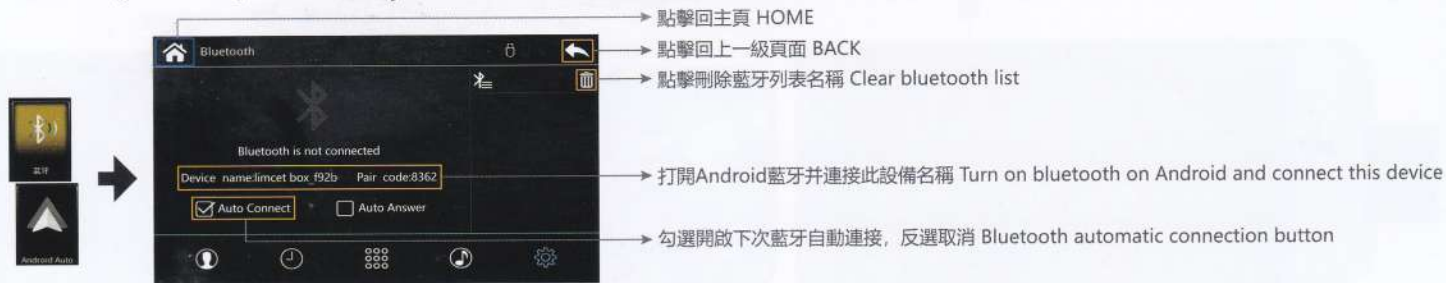 點擊回主頁 HOME
Bluetooth
點擊回上一級頁面 BACK
點擊刪除藍牙列表名稱 Clear bluetooth list
蓝牙
Bluetooth is not connected
Device name:limcet box_f92b Pair code:8362
打開Android藍牙并連接此設備名稱 Turn on bluetooth on Android and connect this device
Auto Connect Auto Answer
勾選開啟下次藍牙自動連接, 反選取消 Bluetooth automatic connection button
Android Auto